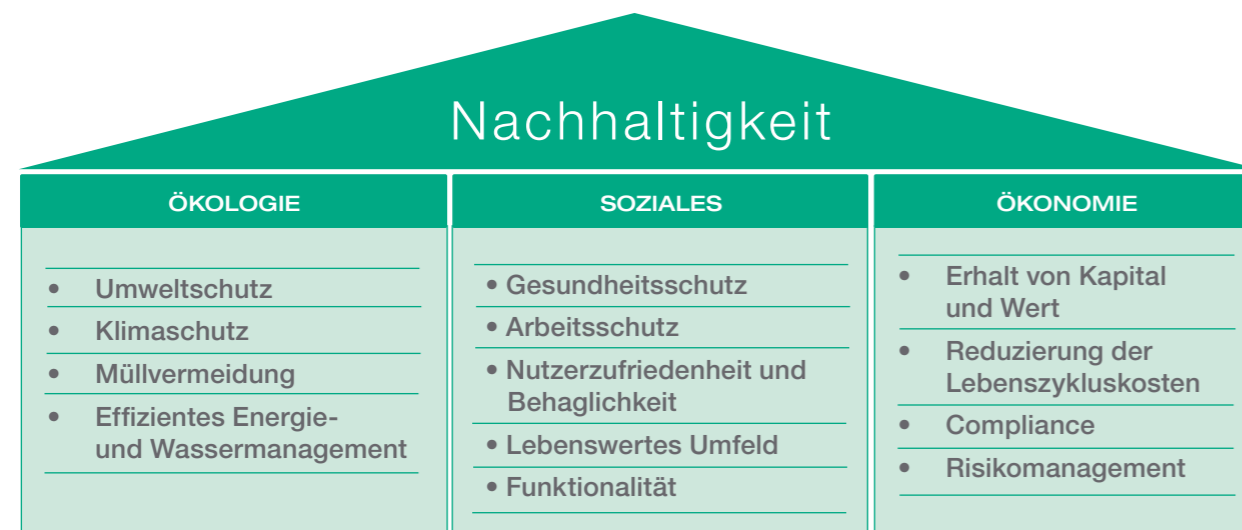 Nachhaltigkeit
ÖKOLOGIE
• Umweltschutz
• Klimaschutz
• Müllvermeidung
• Effizientes Energie-
und Wassermanagement
SOZIALES
• Gesundheitsschutz
• Arbeitsschutz
• Nutzerzufriedenheit und
Behaglichkeit
• Lebenswertes Umfeld
• Funktionalität
ÖKONOMIE
• Erhalt von Kapital
und Wert
• Reduzierung der
Lebenszykluskosten
• Compliance
• Risikomanagement